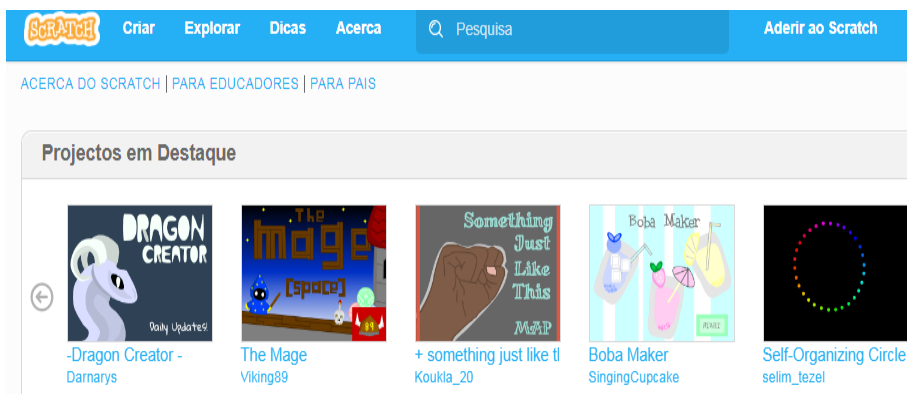 SCRATCH Criar Explorar Dicas Acerca Pesquisa Aderir ao Scratch
ACERCA DO SCRATCH | PARA EDUCADORES | PARA PAIS
Projectos em Destaque
DRAGON
CREATOR
Daily Updates!
The
mage
[space]
89
Something
Just
Like
This
MAP
Boba Maker
-Dragon Creator -
Darnarys
The Mage
Viking89
+ something just like tl
Koukla_20
Boba Maker
SingingCupcake
Self-Organizing Circle
selim_tezel